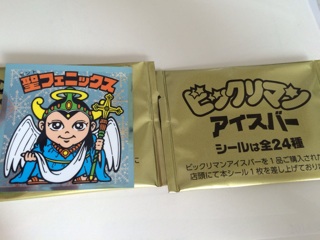 聖フェニックス
ビックリマン
アイスバー
シールは全24種
ビックリマンアイスバーを1品ご購入された
店頭にて本シール1枚を差し上げており